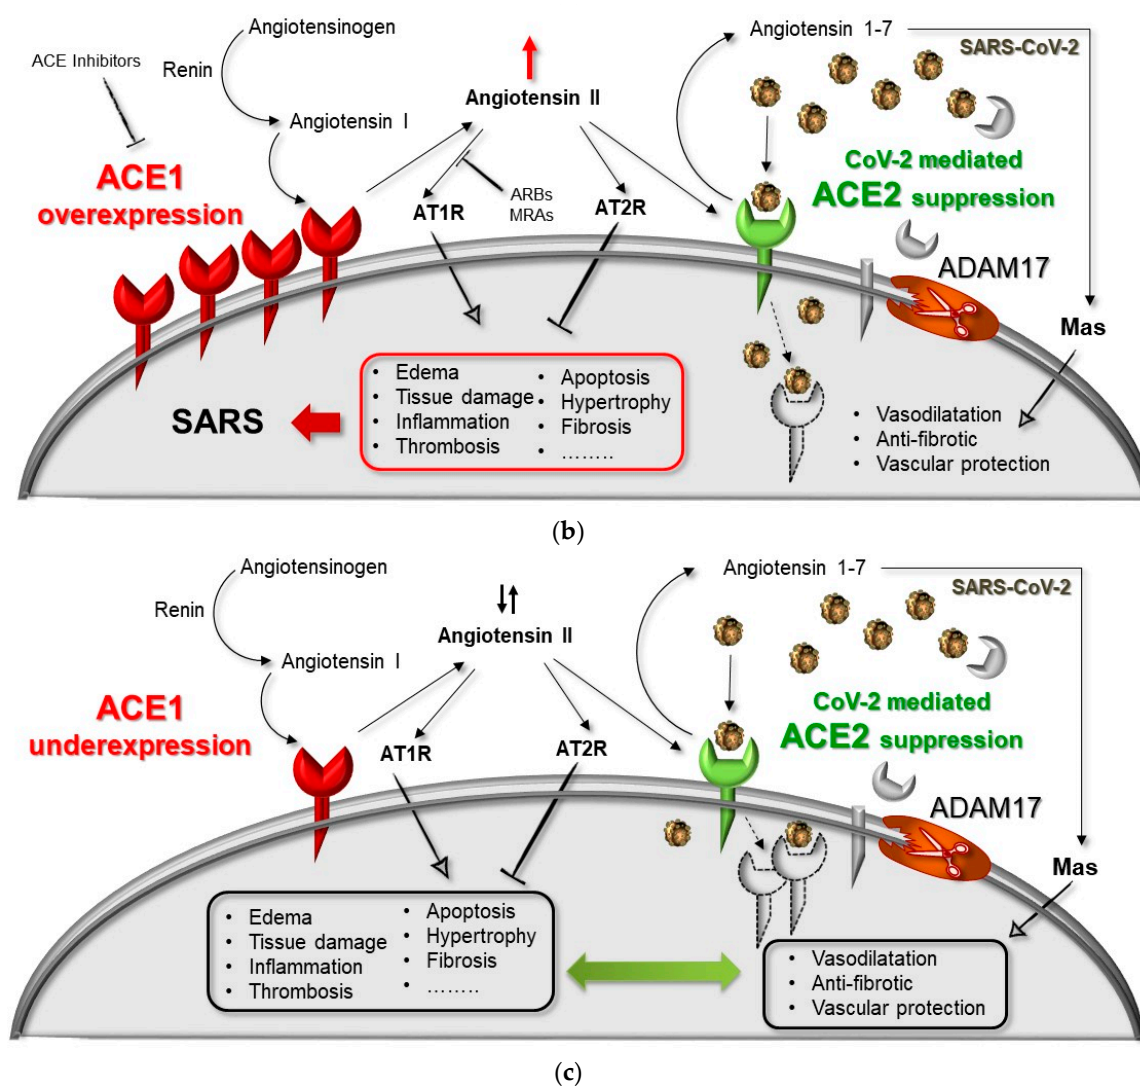 Angiotensinogen
Angiotensin 1-7
SARS-CoV-2
ACE Inhibitors
Renin
Angiotensin II
Angiotensin I
CoV-2 mediated
ACE2 suppression
ACE1
overexpression
AT1R
ARBs
MRAs
AT2R
ADAM17
Mas
• Edema
• Tissue damage
• Inflammation
• Thrombosis
• Apoptosis
• Hypertrophy
• Fibrosis
• ……..
SARS
• Vasodilatation
• Anti-fibrotic
• Vascular protection
(b)
Angiotensinogen
Angiotensin 1-7
SARS-CoV-2
Renin
Angiotensin II
Angiotensin I
CoV-2 mediated
ACE2 suppression
ACE1
underexpression
AT1R
AT2R
ADAM17
Mas
• Edema
• Tissue damage
• Inflammation
• Thrombosis
• Apoptosis
• Hypertrophy
• Fibrosis
• ……..
• Vasodilatation
• Anti-fibrotic
• Vascular protection
(c)